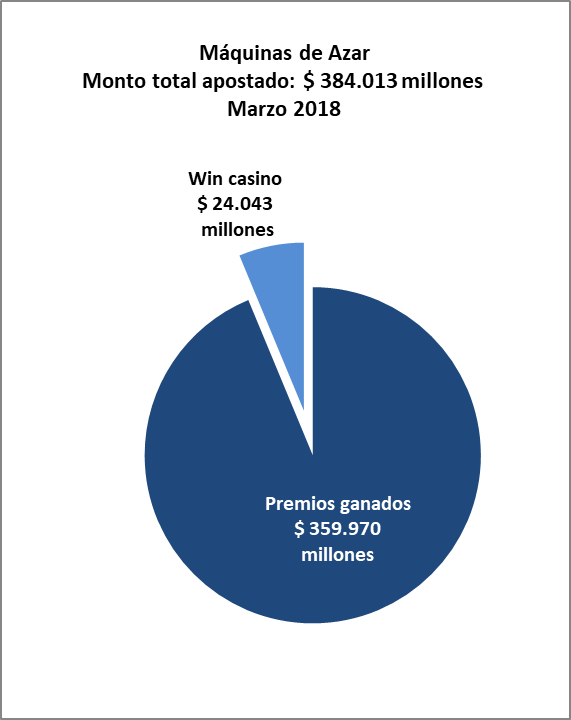 Máquinas de Azar
Monto total apostado: $ 384.013 millones
Marzo 2018
Win casino
$ 24.043
millones
Premios ganados
$ 359.970
millones